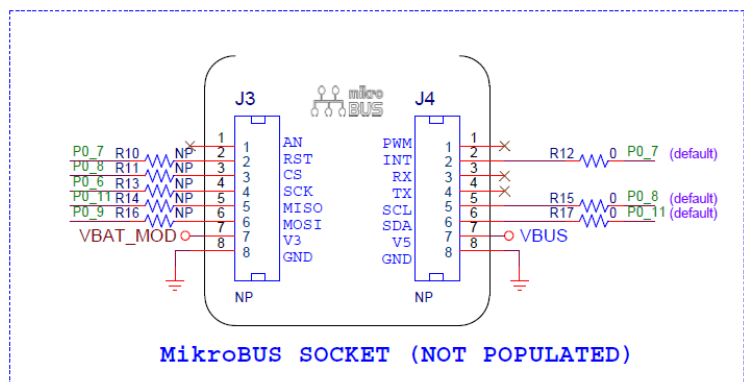 mikro
BUS
J3
J4
1 1 AN
P0_7 R10 NP 2 2 RST
P0_8 R11 NP 3 3 CS
P0_6 R13 NP 4 4 SCK
P0_11 R14 NP 5 5 MISO
P0_9 R16 NP 6 6 MOSI
VBAT_MOD 7 7 V3
8 8 GND
NP
PWM 1 1
INT 2 2 R12 0 P0_7 (default)
RX 3 3
TX 4 4
SCL 5 5 R15 0 P0_8 (default)
SDA 6 6 R17 0 P0_11 (default)
V5 7 7 VBUS
GND 8 8
NP
MikroBUS SOCKET (NOT POPULATED)